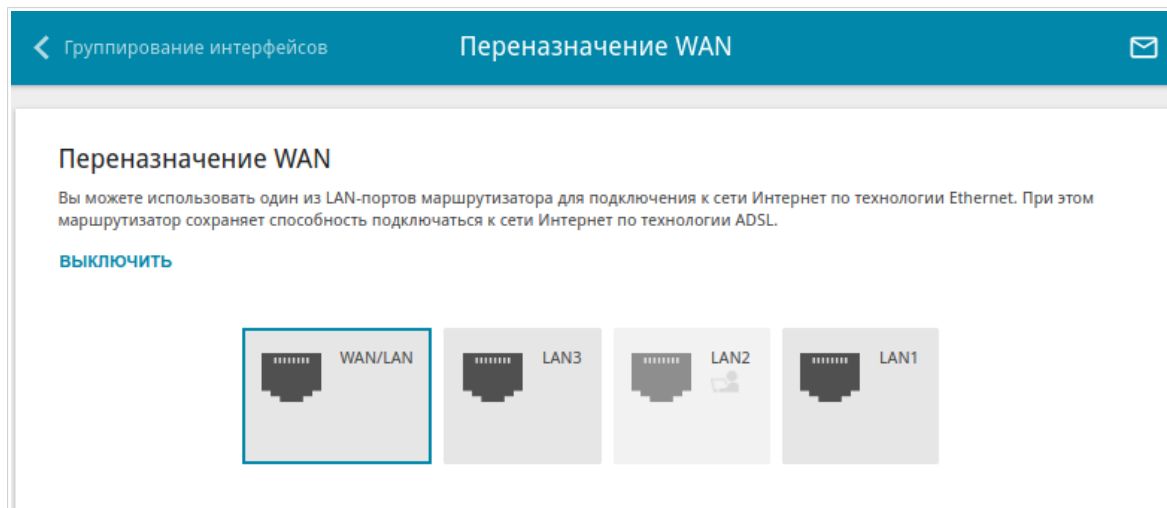 Группирование интерфейсов
Переназначение WAN
Переназначение WAN
Вы можете использовать один из LAN-портов маршрутизатора для подключения к сети Интернет по технологии Ethernet. При этом
маршрутизатор сохраняет способность подключаться к сети Интернет по технологии ADSL.
ВЫКЛЮЧИТЬ
WAN/LAN
LAN3
LAN2
LAN1